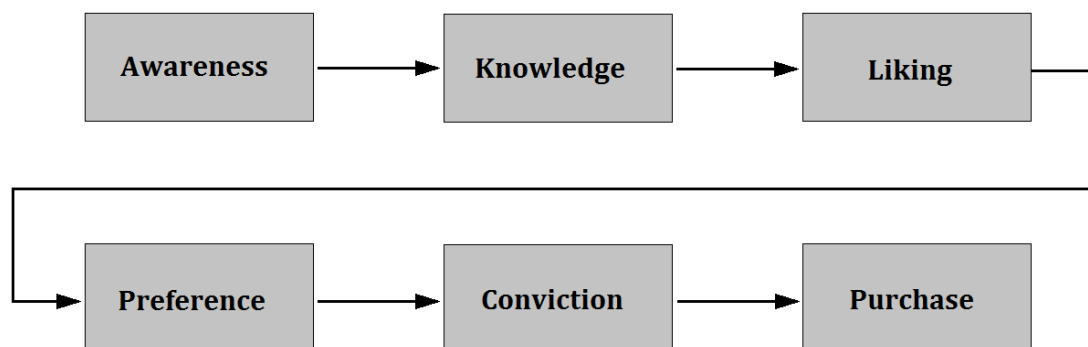 Awareness
Knowledge
Liking
Preference
Conviction
Purchase